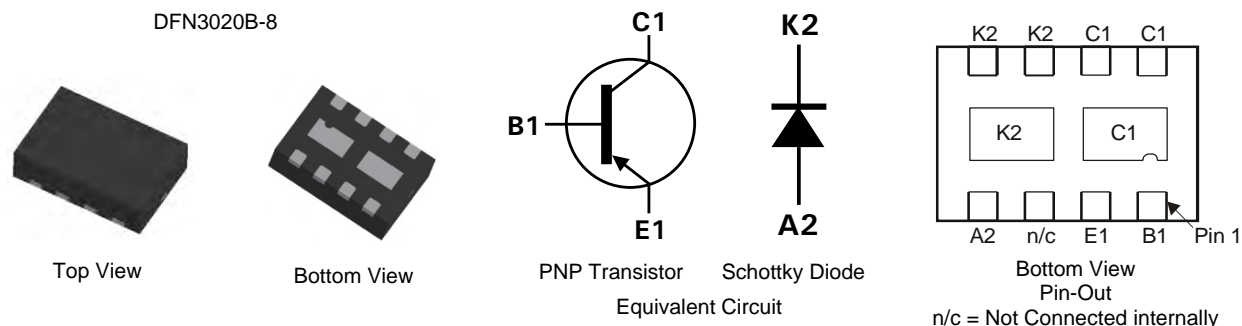 DFN3020B-8
Top View
Bottom View
C1
B1
E1
K2
A2
PNP Transistor
Schottky Diode
Equivalent Circuit
K2 K2 C1 C1
K2 C1
A2 n/c E1 B1 Pin 1
Bottom View
Pin-Out
n/c = Not Connected internally